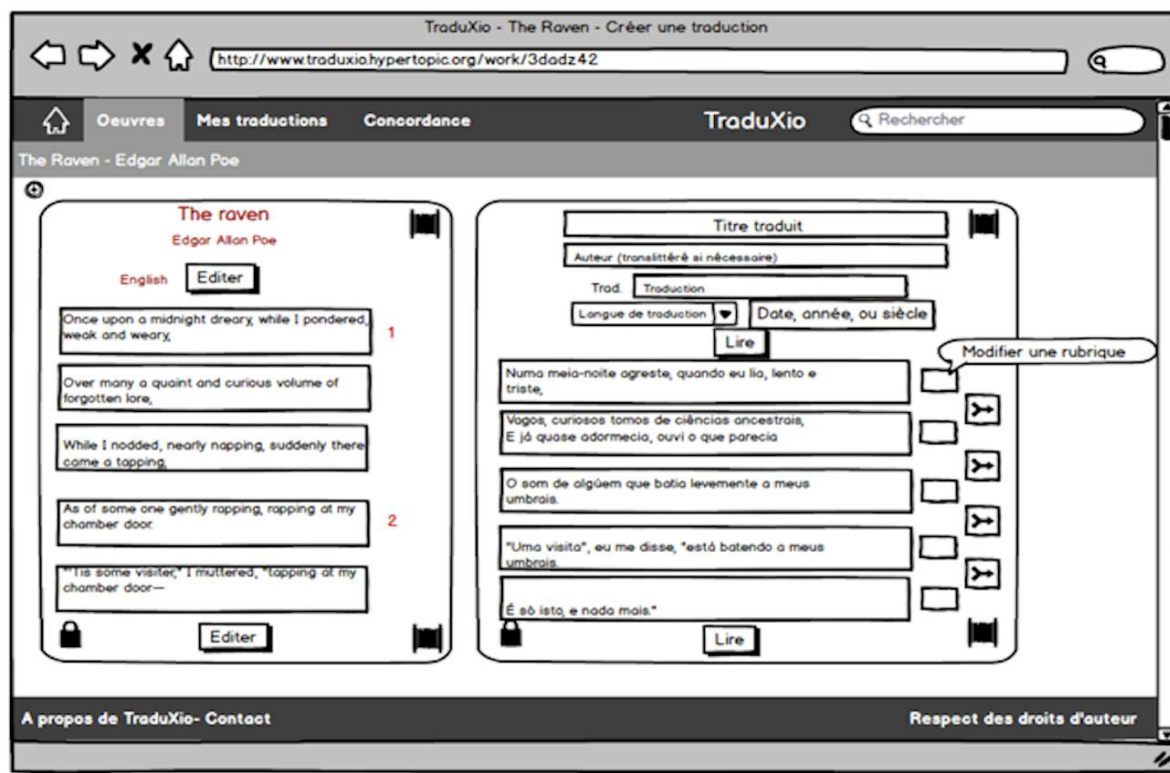 TraduXio - The Raven - Créer une traduction
http://www.traduxio.hypertopic.org/work/3dadz42
Oeuvres Mes traductions Concordance TraduXio Rechercher
The Raven - Edgar Allan Poe
The raven
Edgar Allan Poe
English Editer
Once upon a midnight dreary, while I pondered,
weak and weary,
1
Over many a quaint and curious volume of
forgotten lore,
While I nodded, nearly napping, suddenly there
came a tapping,
As of some one gently rapping, rapping at my
chamber door.
2
"'Tis some visiter," I muttered, "tapping at my
chamber door—
Editer
Titre traduit
Auteur (translittéré si nécessaire)
Trad. Traduction
Langue de traduction Date, année, ou siècle
Lire
Modifier une rubrique
Numa meia-noite agreste, quando eu lia, lento e
triste,
Vagos, curiosos tomos de ciências ancestrais,
E já quase adormecia, ouvi o que parecia
O som de algúem que batia levemente a meus
umbrais.
"Uma visita", eu me disse, "está batendo a meus
umbrais.
É só isto, e nada mais."
Lire
A propos de TraduXio- Contact
Respect des droits d'auteur